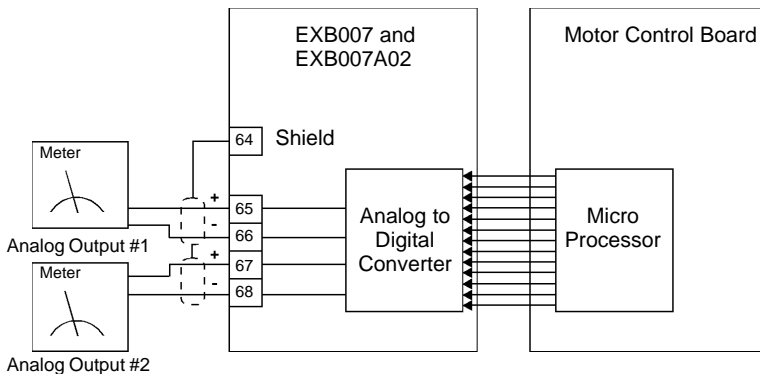 EXB007 and
EXB007A02
Motor Control Board
64
Shield
Meter
+
65
-
66
Analog Output #1
+
67
Meter
-
68
Analog Output #2
Analog to
Digital
Converter
Micro
Processor